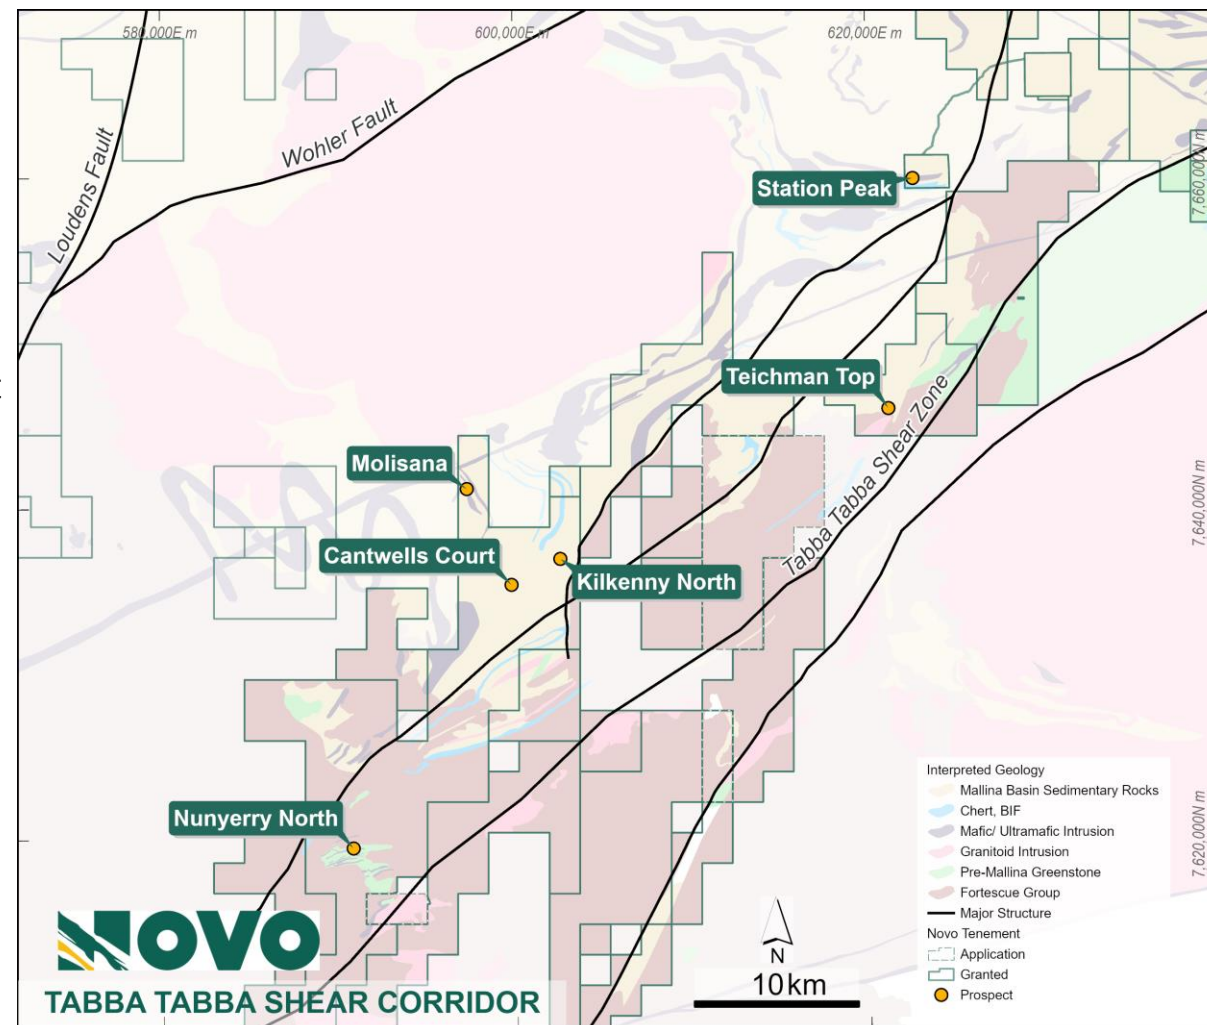 580,000E m
600,000E m
620,000E m
Loudens Fault
Wohler Fault
7,660,000N m
Station Peak
Teichman Top
Tabba Tabba Shear Zone
Molisana
7,640,000N m
Cantwells Court
Kilkenny North
Nunyerry North
7,620,000N m
Interpreted Geology
Mallina Basin Sedimentary Rocks
Chert, BIF
Mafic/ Ultramafic Intrusion
Granitoid Intrusion
Pre-Mallina Greenstone
Fortescue Group
Major Structure
Novo Tenement
Application
Granted
Prospect
N
10km
NOVO
TABBA TABBA SHEAR CORRIDOR